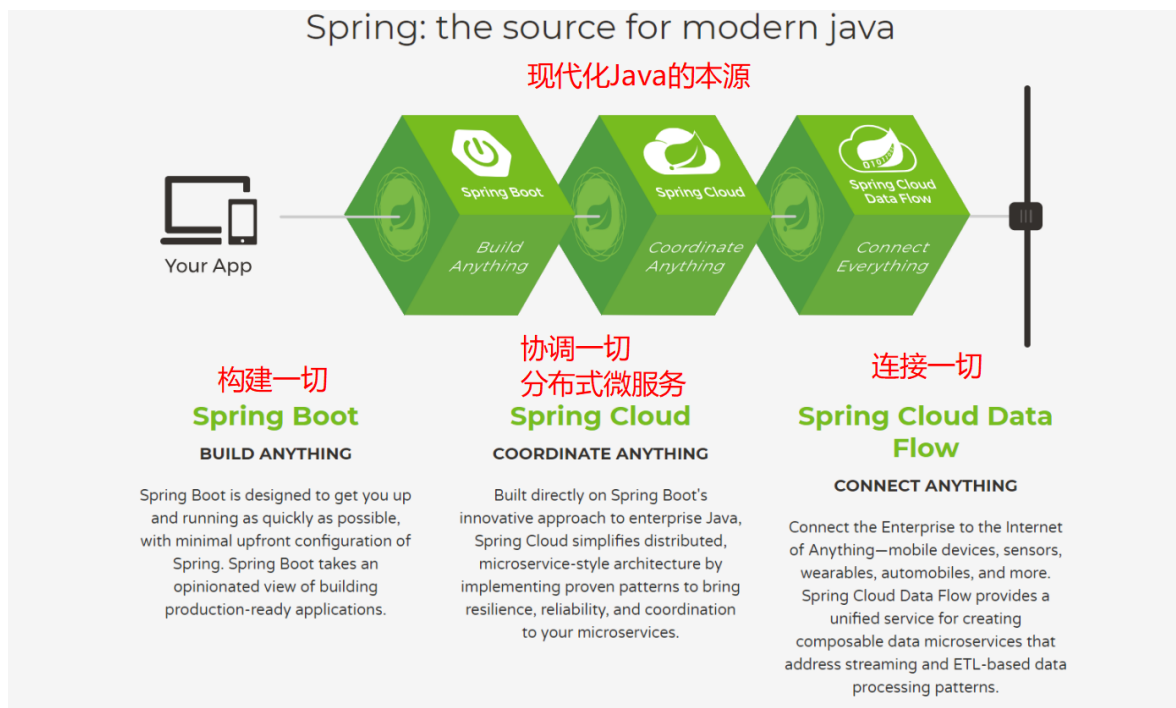 Spring: the source for modern java
现代化Java的本源
Spring Boot
Spring Cloud
Spring Cloud
Data Flow
Build
Anything
Coordinate
Anything
Connect
Everything
Your App
构建一切
Spring Boot
BUILD ANYTHING
Spring Boot is designed to get you up
and running as quickly as possible,
with minimal upfront configuration of
Spring. Spring Boot takes an
opinionated view of building
production-ready applications.
协调一切
分布式微服务
Spring Cloud
COORDINATE ANYTHING
Built directly on Spring Boot's
innovative approach to enterprise Java,
Spring Cloud simplifies distributed,
microservice-style architecture by
implementing proven patterns to bring
resilience, reliability, and coordination
to your microservices.
连接一切
Spring Cloud Data
Flow
CONNECT ANYTHING
Connect the Enterprise to the Internet
of Anything—mobile devices, sensors,
wearables, automobiles, and more.
Spring Cloud Data Flow provides a
unified service for creating
composable data microservices that
address streaming and ETL-based data
processing patterns.